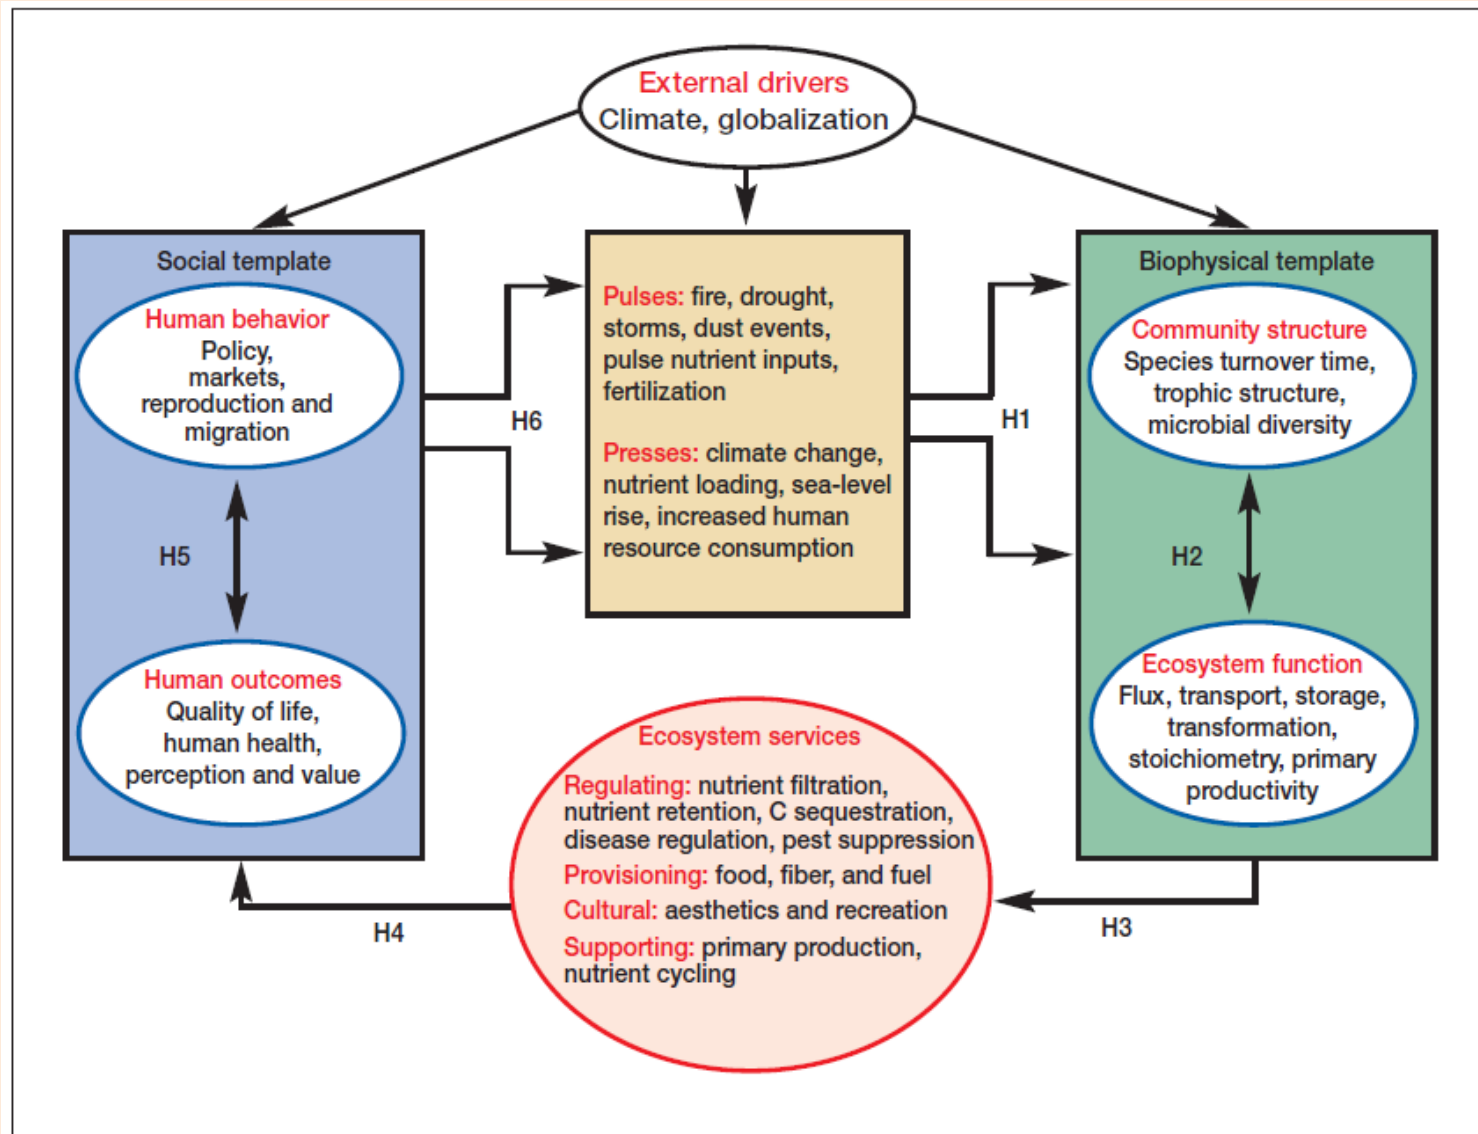 External drivers
Climate, globalization
Social template
Human behavior
Policy,
markets,
reproduction and
migration
H5
Human outcomes
Quality of life,
human health,
perception and value
H6
Pulses: fire, drought,
storms, dust events,
pulse nutrient inputs,
fertilization
Presses: climate change,
nutrient loading, sea-level
rise, increased human
resource consumption
H1
Biophysical template
Community structure
Species turnover time,
trophic structure,
microbial diversity
H2
Ecosystem function
Flux, transport, storage,
transformation,
stoichiometry, primary
productivity
Ecosystem services
Regulating: nutrient filtration,
nutrient retention, C sequestration,
disease regulation, pest suppression
Provisioning: food, fiber, and fuel
Cultural: aesthetics and recreation
Supporting: primary production,
nutrient cycling
H4
H3